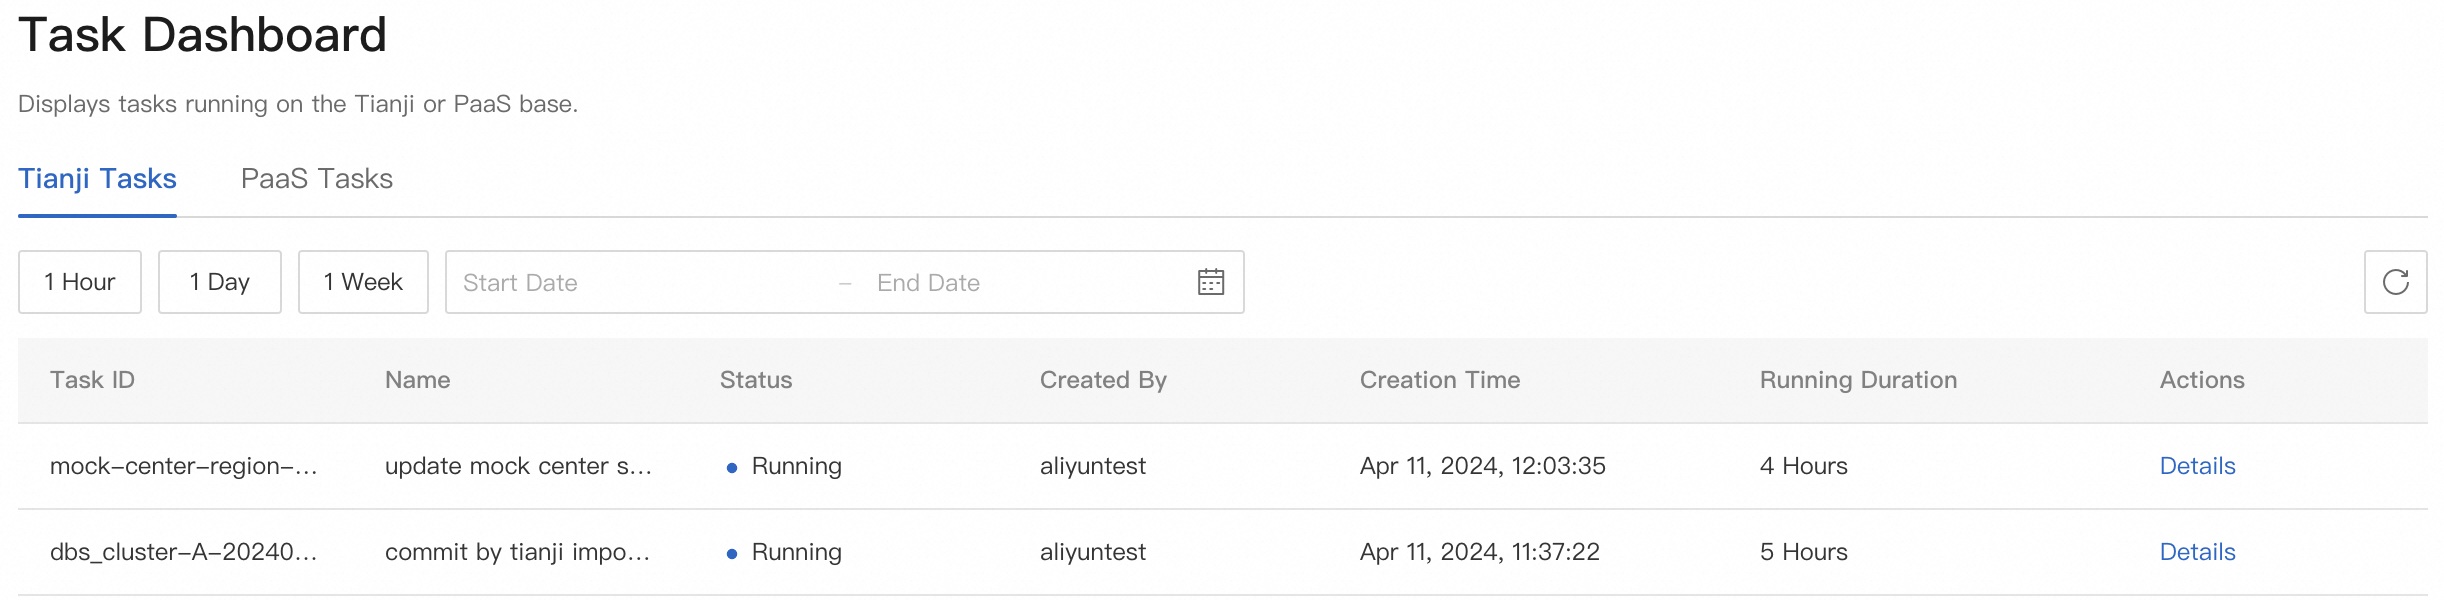 Task Dashboard
Displays tasks running on the Tianji or PaaS base.
Tianji Tasks PaaS Tasks
1 Hour 1 Day 1 Week Start Date – End Date
Task ID Name Status Created By Creation Time Running Duration Actions
mock-center-region-... update mock center s... Running aliyuntest Apr 11, 2024, 12:03:35 4 Hours Details
dbs_cluster-A-20240... commit by tianji impo... Running aliyuntest Apr 11, 2024, 11:37:22 5 Hours Details